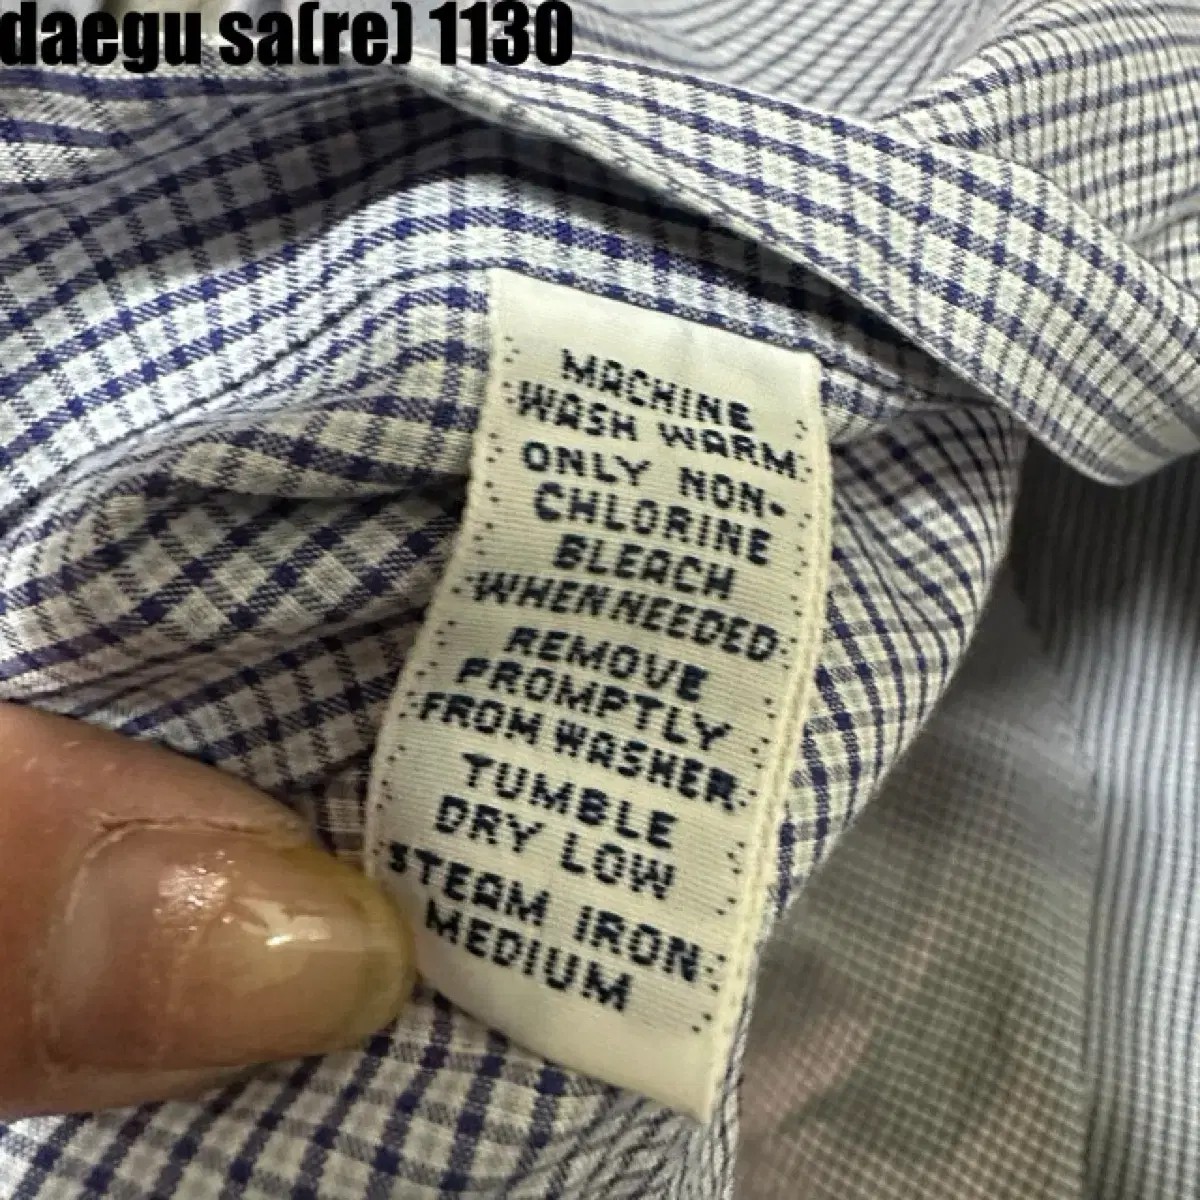 daegu sa(re) 1130
MACHINE
WASH WARM
ONLY NON-
CHLORINE
BLEACH
WHEN NEEDED
REMOVE
PROMPTLY
FROM WASHER
TUMBLE
DRY LOW
STEAM IRON
MEDIUM